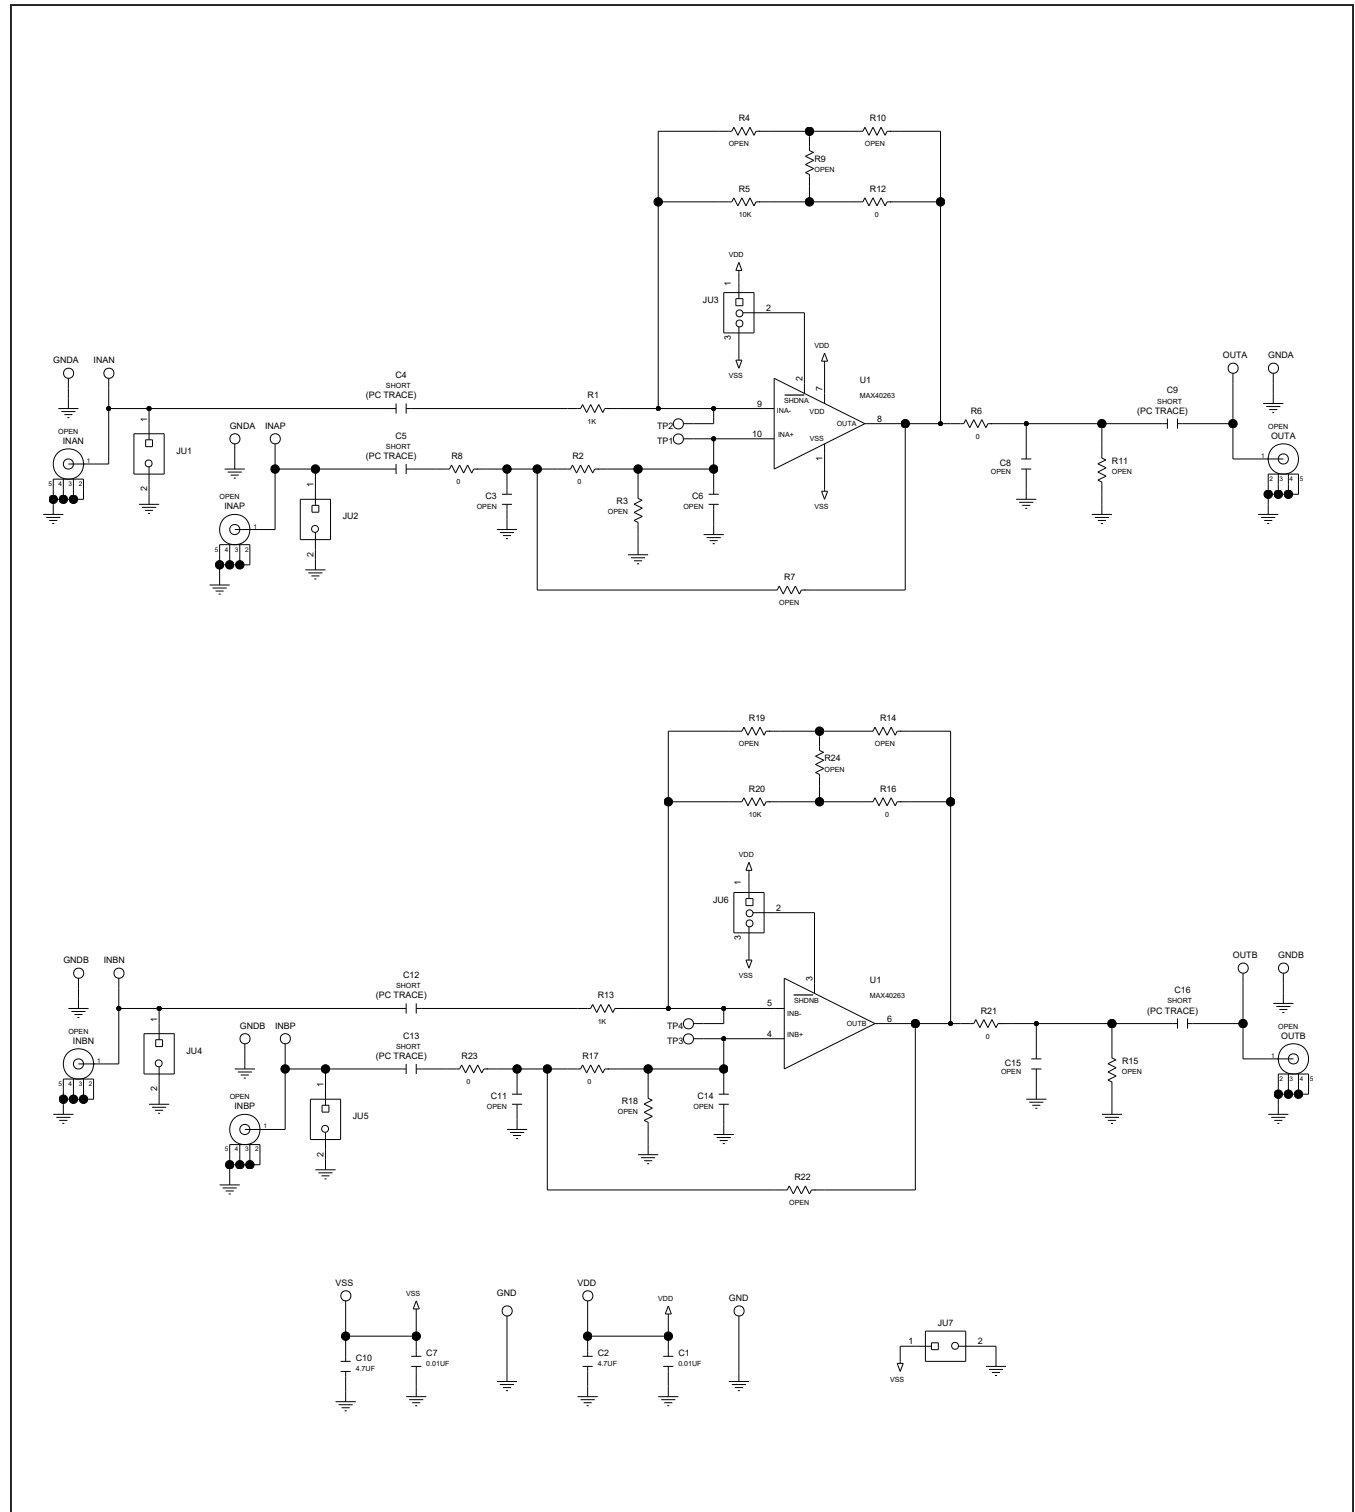 R4
OPEN
R10
OPEN
R9
OPEN
R5
10K
R12
0
VDD
1
JU3
2
3
VSS
VDD
GNDA
INAN
C4
SHORT
(PC TRACE)
R1
1K
2
SHDNA
7
VDD
U1
MAX40263
9
INA-
TP2
TP1
10
INA+
OUTA
8
VSS
1
VSS
R6
0
C9
SHORT
(PC TRACE)
OUTA
GNDA
OPEN
INAN
1
5 4 3 2
1
JU1
2
GNDA
INAP
C5
SHORT
(PC TRACE)
R8
0
R2
0
C3
OPEN
R3
OPEN
C6
OPEN
C8
OPEN
R11
OPEN
OPEN
OUTA
1
2 3 4 5
OPEN
INAP
1
5 4 3 2
1
JU2
2
R7
OPEN
R19
OPEN
R14
OPEN
R24
OPEN
R20
10K
R16
0
VDD
1
JU6
2
3
VSS
GNDB
INBN
C12
SHORT
(PC TRACE)
R13
1K
3
SHDNB
U1
MAX40263
5
INB-
TP4
TP3
4
INB+
OUTB
6
R21
0
C16
SHORT
(PC TRACE)
OUTB
GNDB
OPEN
INBN
1
5 4 3 2
1
JU4
2
GNDB
INBP
C13
SHORT
(PC TRACE)
R23
0
R17
0
C11
OPEN
R18
OPEN
C14
OPEN
C15
OPEN
R15
OPEN
OPEN
OUTB
1
2 3 4 5
OPEN
INBP
1
5 4 3 2
1
JU5
2
R22
OPEN
VSS
VSS
C10
4.7UF
C7
0.01UF
GND
VDD
VDD
C2
4.7UF
C1
0.01UF
GND
JU7
1
2
VSS